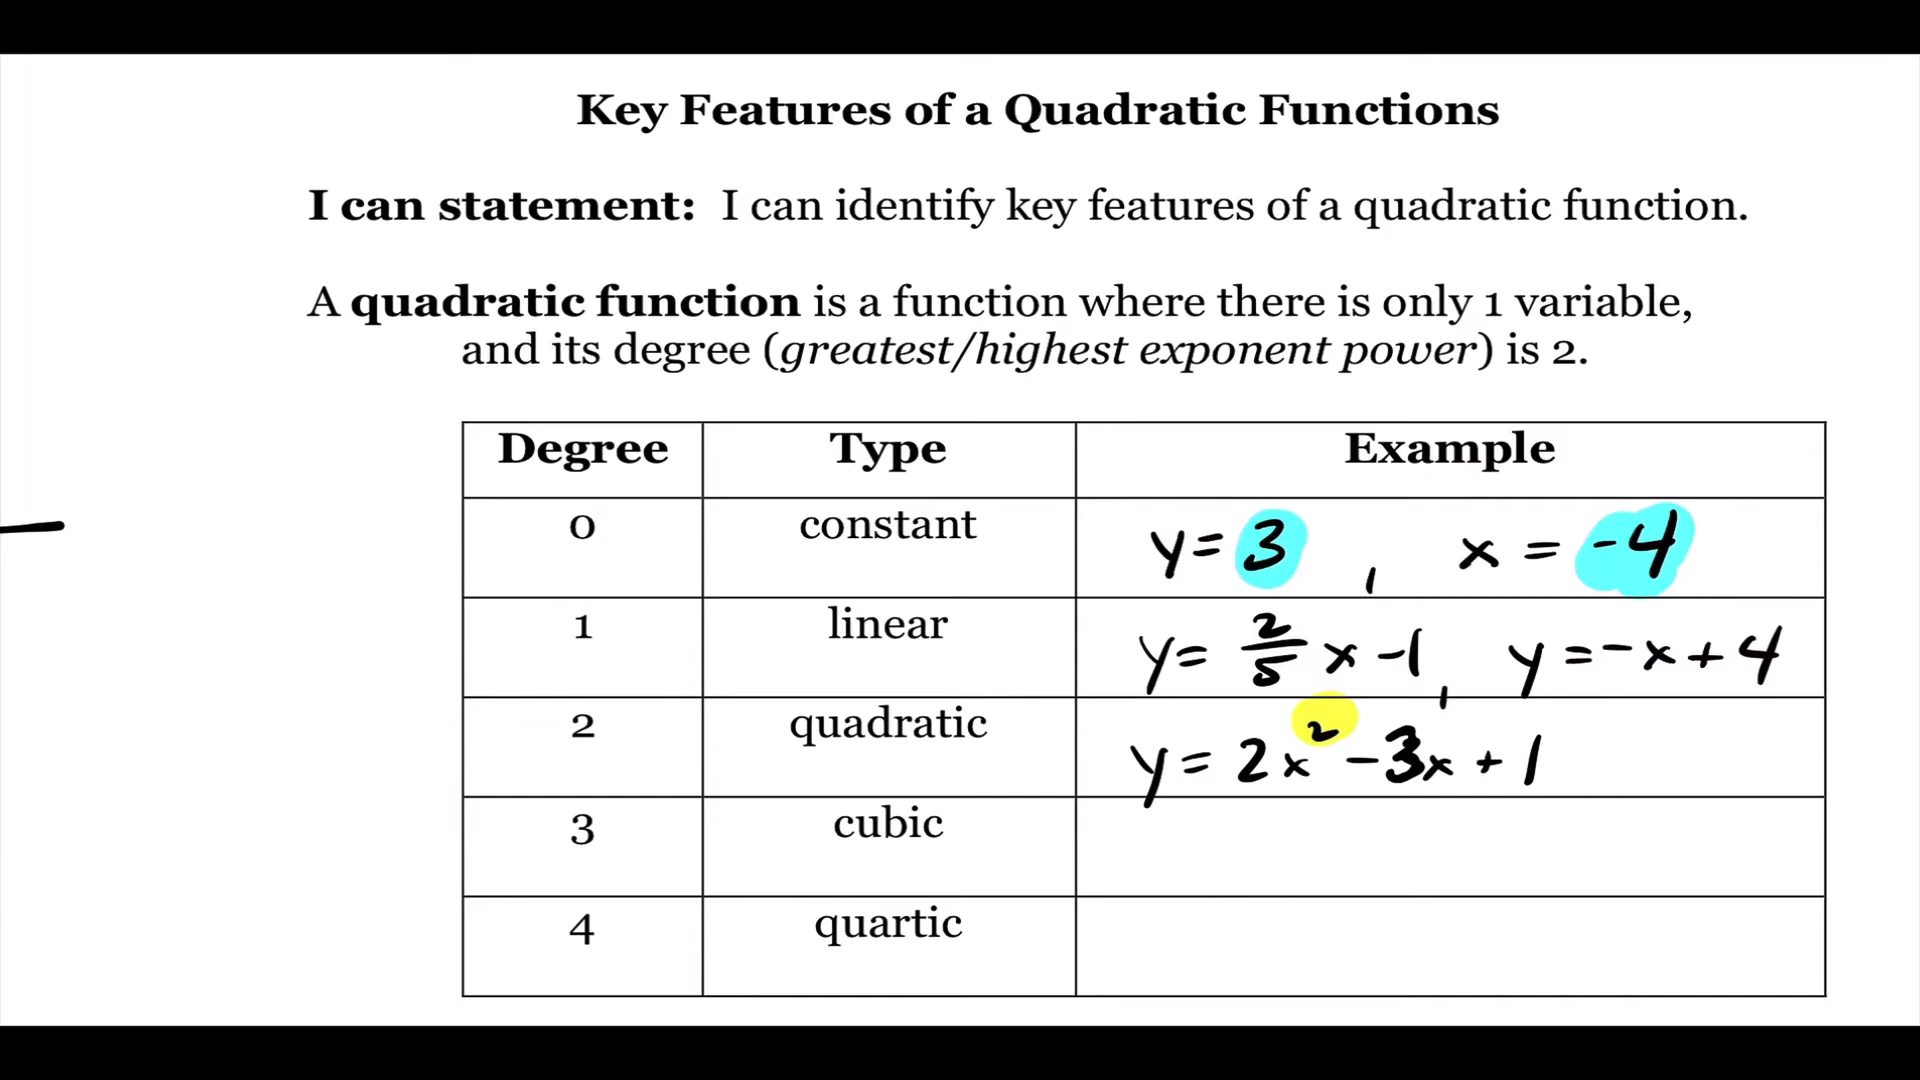 Key Features of a Quadratic Functions
I can statement: I can identify key features of a quadratic function.
A quadratic function is a function where there is only 1 variable,
and its degree (greatest/highest exponent power) is 2.
Degree Type Example
0 constant y = 3 , x = -4
1 linear y = 2/5 x - 1 , y = -x + 4
2 quadratic y = 2x² - 3x + 1
3 cubic
4 quartic